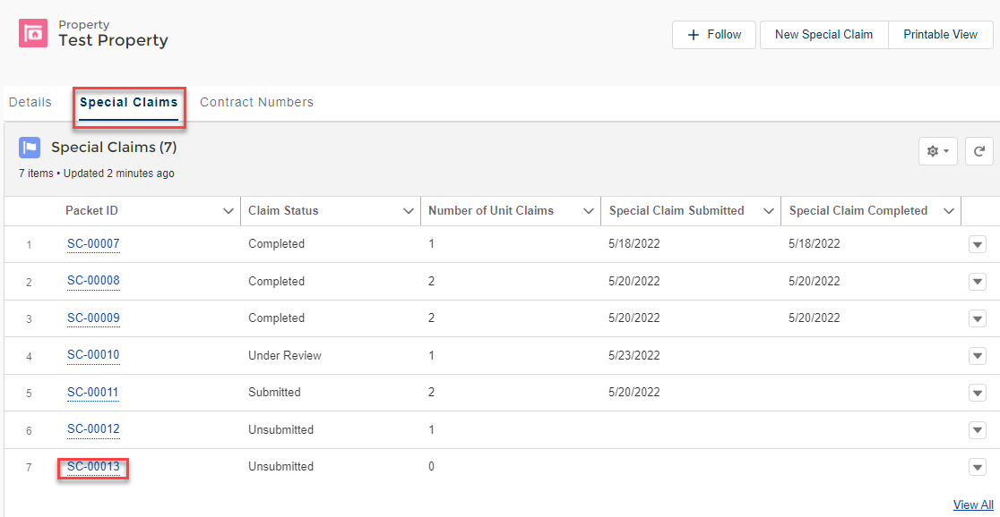 Property
Test Property
+ Follow
New Special Claim
Printable View
Details
Special Claims
Contract Numbers
Special Claims (7)
7 items • Updated 2 minutes ago
Packet ID Claim Status Number of Unit Claims Special Claim Submitted Special Claim Completed
1 SC-00007 Completed 1 5/18/2022 5/18/2022
2 SC-00008 Completed 2 5/20/2022 5/20/2022
3 SC-00009 Completed 2 5/20/2022 5/20/2022
4 SC-00010 Under Review 1 5/23/2022
5 SC-00011 Submitted 2 5/20/2022
6 SC-00012 Unsubmitted 1
7 SC-00013 Unsubmitted 0
View All